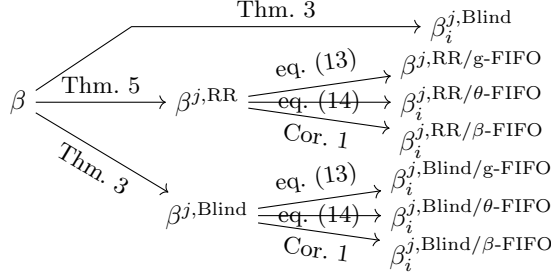 Thm. 3
β_i^{j,Blind}
eq. (13)
β^{j,RR/g-FIFO}
Thm. 5
β
β^{j,RR}
eq. (14)
β_i^{j,RR/θ-FIFO}
Cor. 1
β_i^{j,RR/β-FIFO}
Thm. 3
eq. (13)
β_i^{j,Blind/g-FIFO}
β^{j,Blind}
eq. (14)
β_i^{j,Blind/θ-FIFO}
Cor. 1
β_i^{j,Blind/β-FIFO}